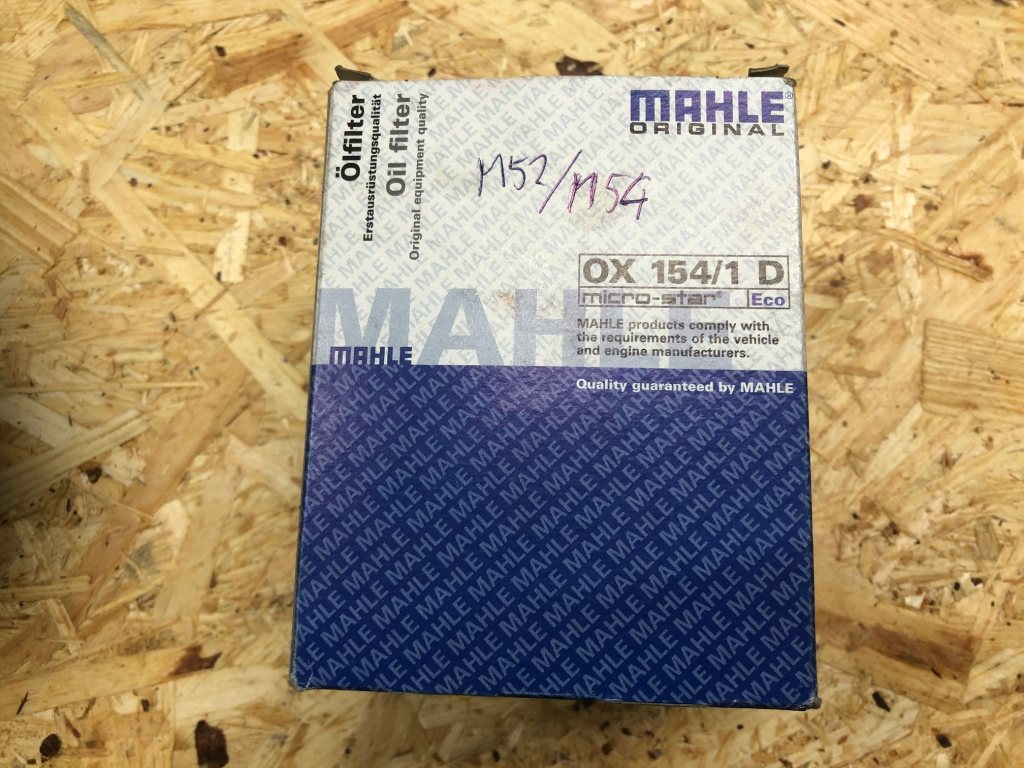 Ölfilter
Erstausrüstungsqualität
Oil filter
Original equipment quality
MAHLE®
ORIGINAL
M52/M54
OX 154/1 D
micro-star® Eco
MAHLE
MAHLE products comply with
the requirements of the vehicle
and engine manufacturers.
MAHLE
Quality guaranteed by MAHLE